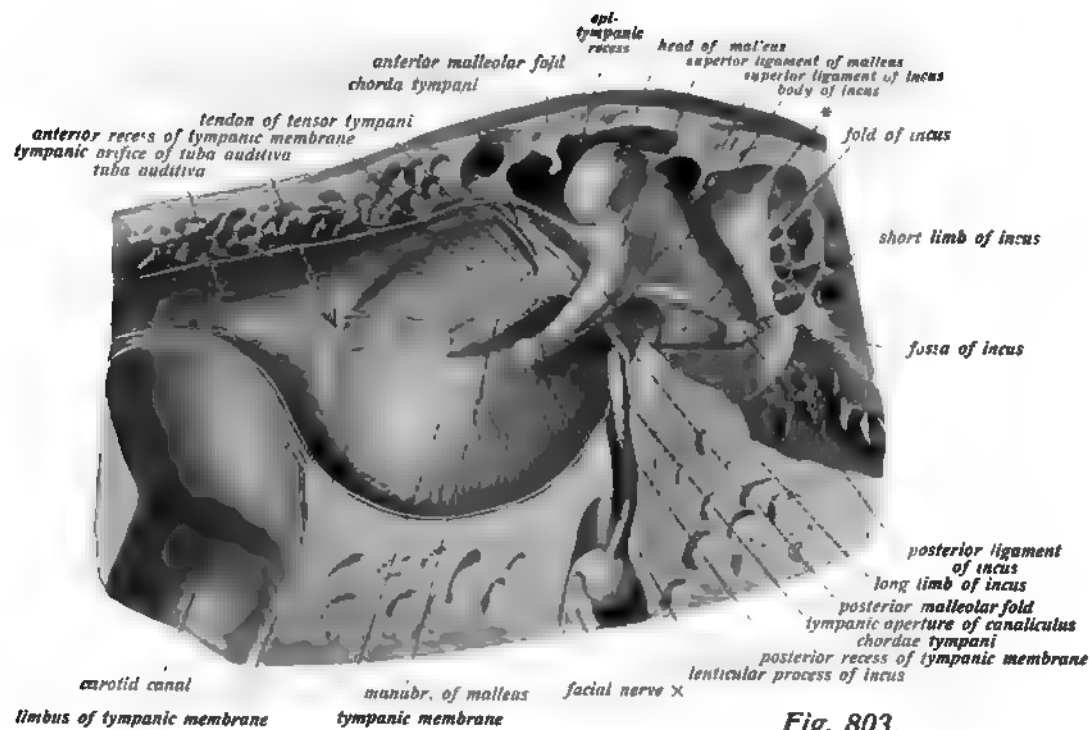 epi-
tympanic
recess
anterior malleolar fold
head of malleus
superior ligament of malleus
chorda tympani
superior ligament of incus
body of incus
*
tendon of tensor tympani
anterior recess of tympanic membrane
fold of incus
tympanic orifice of tuba auditiva
tuba auditiva
short limb of incus
fossa of incus
posterior ligament
of incus
long limb of incus
posterior malleolar fold
tympanic aperture of canaliculus
chordae tympani
posterior recess of tympanic membrane
lenticular process of incus
carotid canal
manubr. of malleus
facial nerve ×
limbus of tympanic membrane
tympanic membrane
Fig. 803